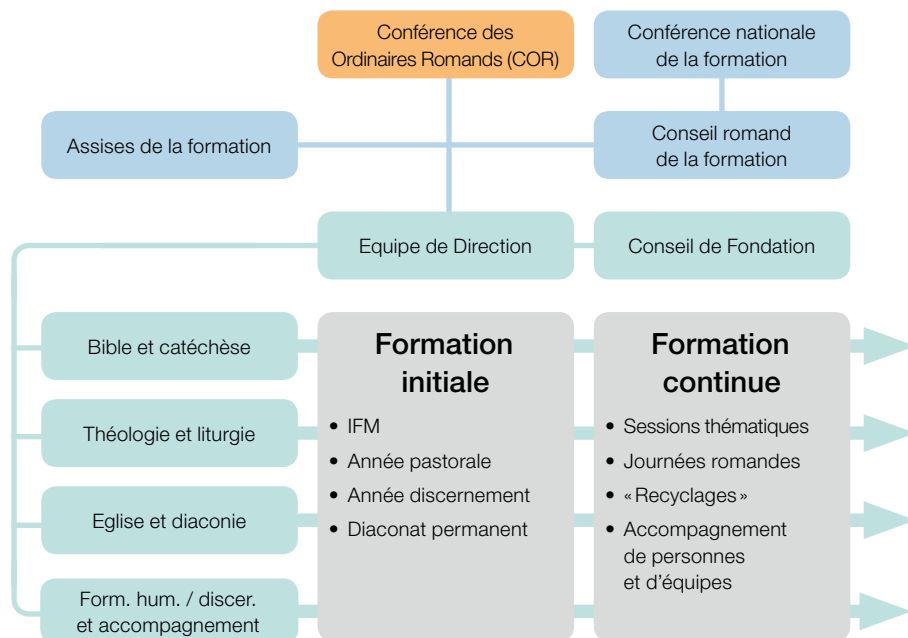 Conférence des
Ordinaires Romands (COR)
Conférence nationale
de la formation
Assises de la formation
Conseil romand
de la formation
Equipe de Direction
Conseil de Fondation
Bible et catéchèse
Théologie et liturgie
Eglise et diaconie
Form. hum. / discer.
et accompagnement
Formation
initiale
• IFM
• Année pastorale
• Année discernement
• Diaconat permanent
Formation
continue
• Sessions thématiques
• Journées romandes
• « Recyclages »
• Accompagnement
de personnes
et d'équipes